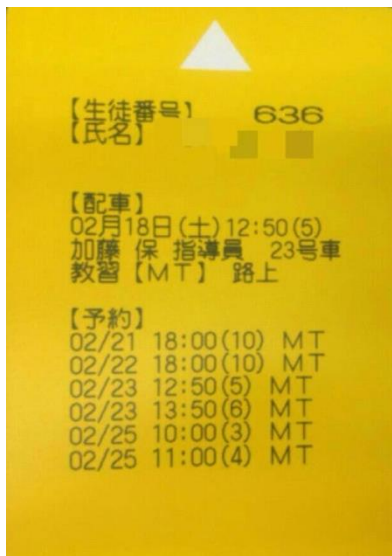 【生徒番号】 636
【氏名】
【配車】
02月18日(土)12:50(5)
加藤 保 指導員 23号車
教習【MT】 路上
【予約】
02/21 18:00(10) MT
02/22 18:00(10) MT
02/23 12:50(5) MT
02/23 13:50(6) MT
02/25 10:00(3) MT
02/25 11:00(4) MT